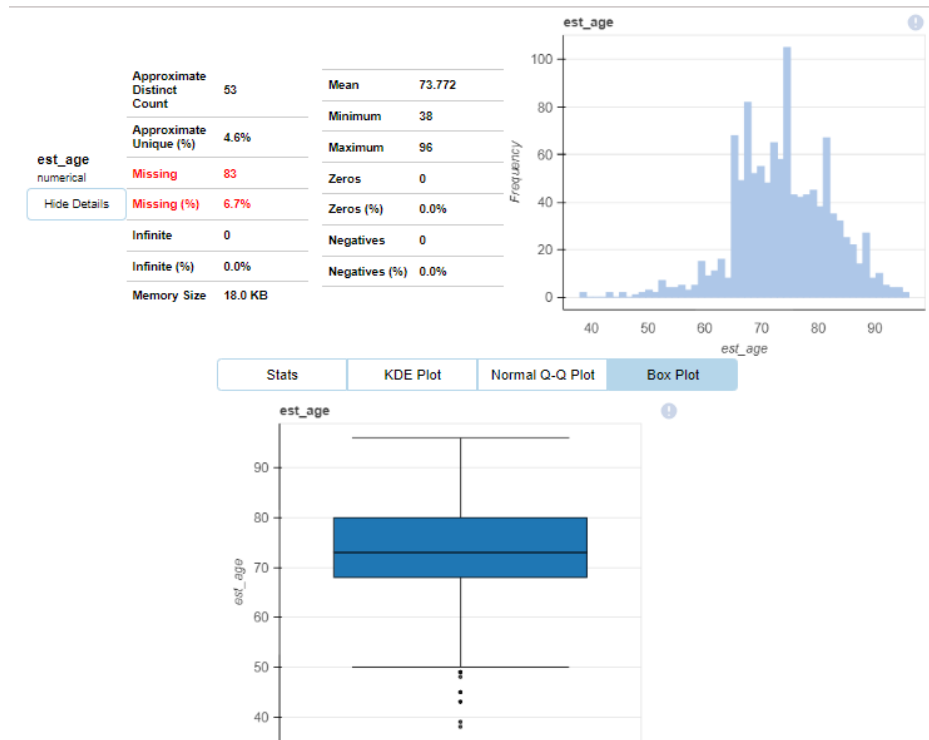 est_age
numerical
Hide Details
Approximate
Distinct
Count
53
Approximate
Unique (%)
4.6%
Missing
83
Missing (%)
6.7%
Infinite
0
Infinite (%)
0.0%
Memory Size
18.0 KB
Mean
73.772
Minimum
38
Maximum
96
Zeros
0
Zeros (%)
0.0%
Negatives
0
Negatives (%)
0.0%
est_age
!
Frequency
100
80
60
40
20
0
40 50 60 70 80 90
est_age
Stats
KDE Plot
Normal Q-Q Plot
Box Plot
est_age
!
est_age
90
80
70
60
50
40